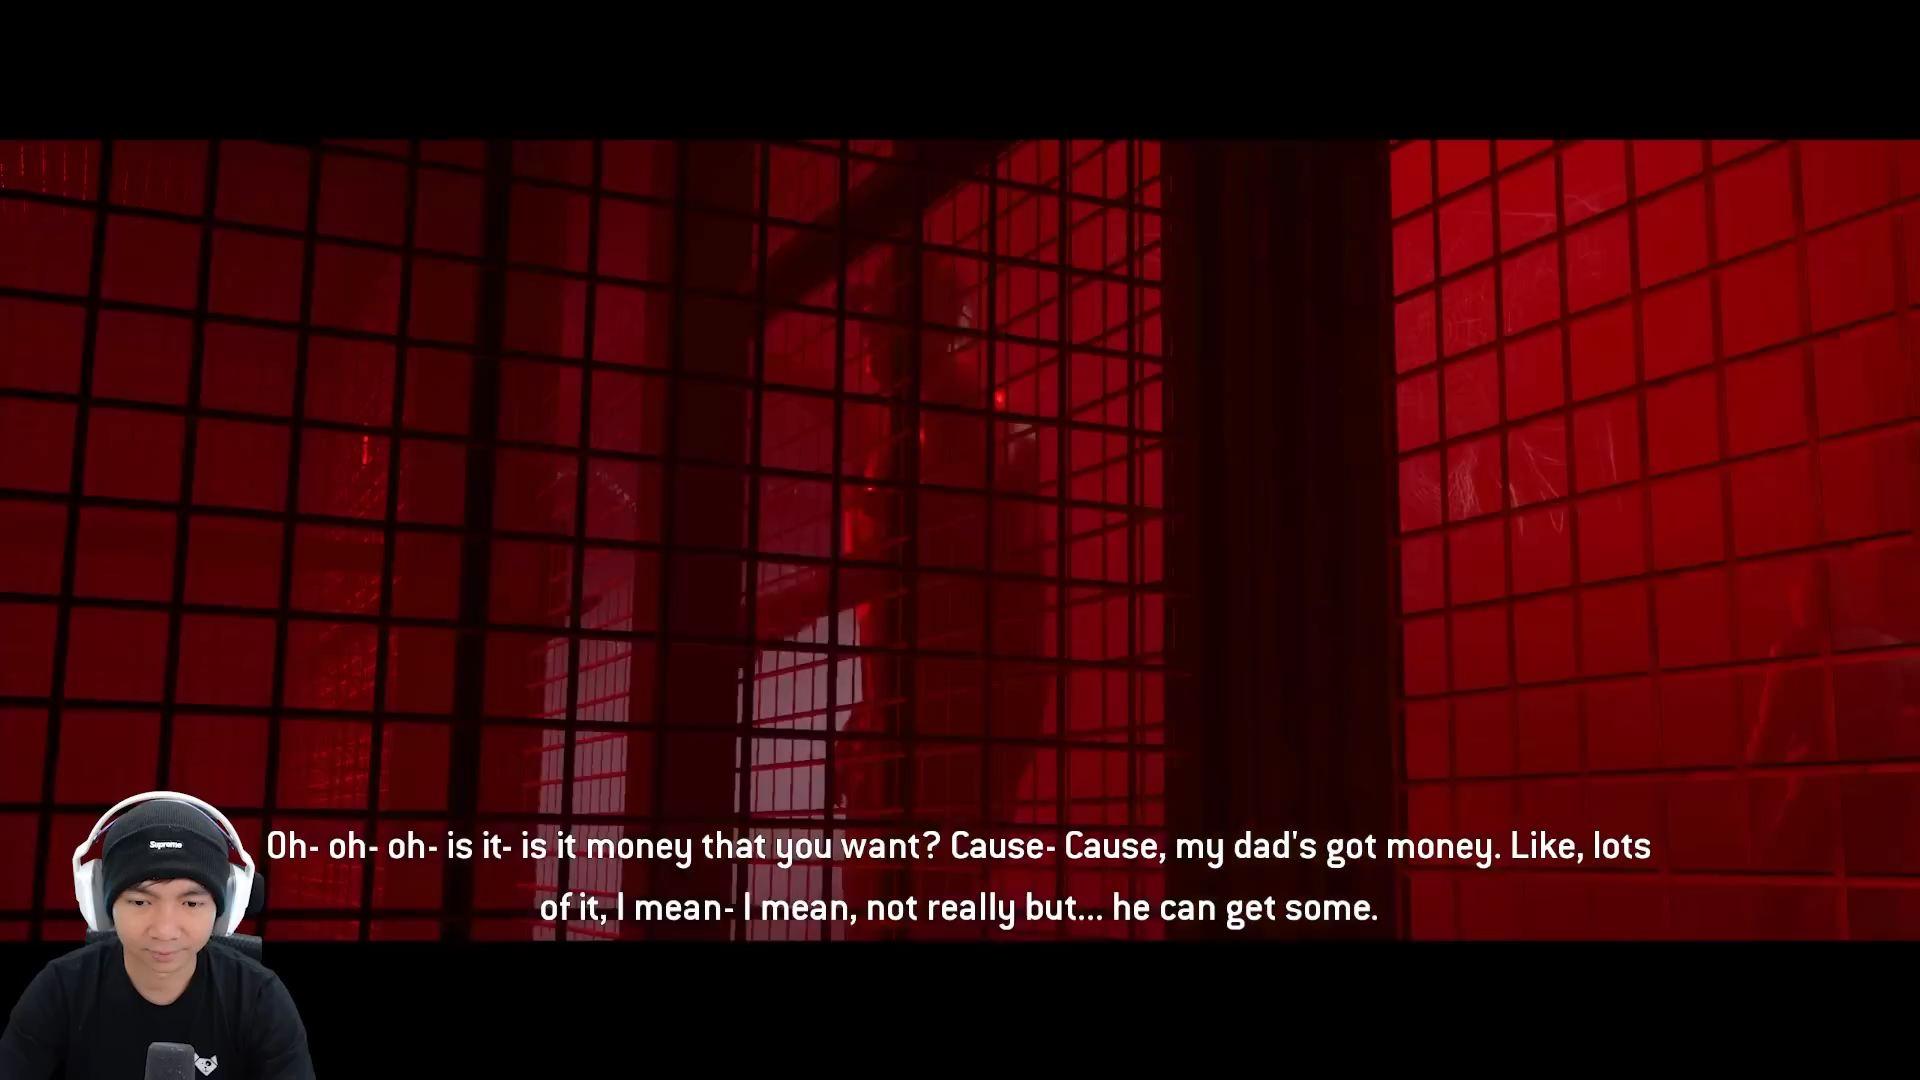 Supreme
Oh- oh- oh- is it- is it money that you want? Cause- Cause, my dad's got money. Like, lots
of it, I mean- I mean, not really but... he can get some.